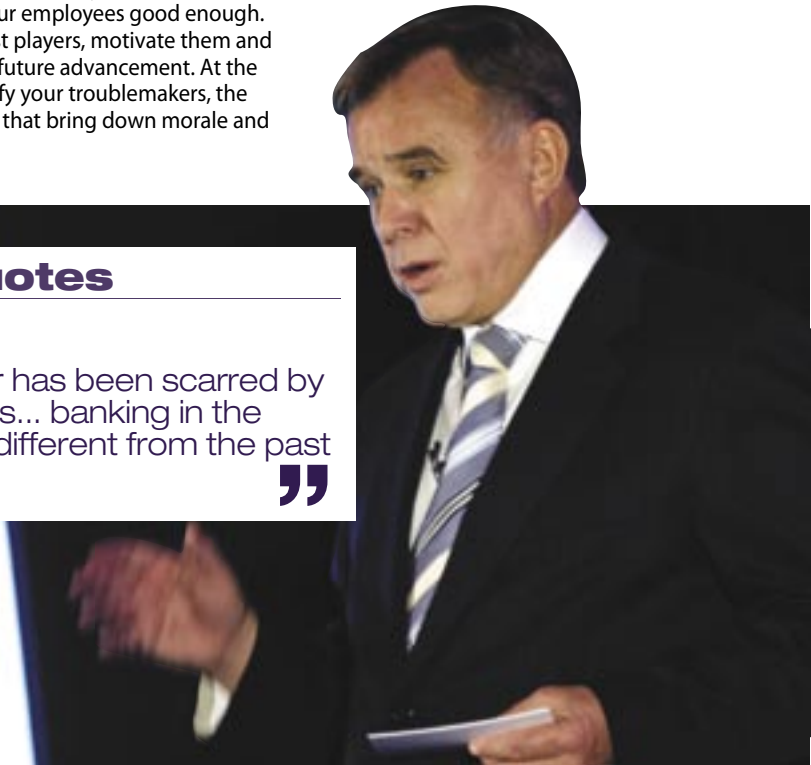 ur employees good enough.
t players, motivate them and
future advancement. At the
fy your troublemakers, the
that bring down morale and
uotes
r has been scarred by
s... banking in the
different from the past
”